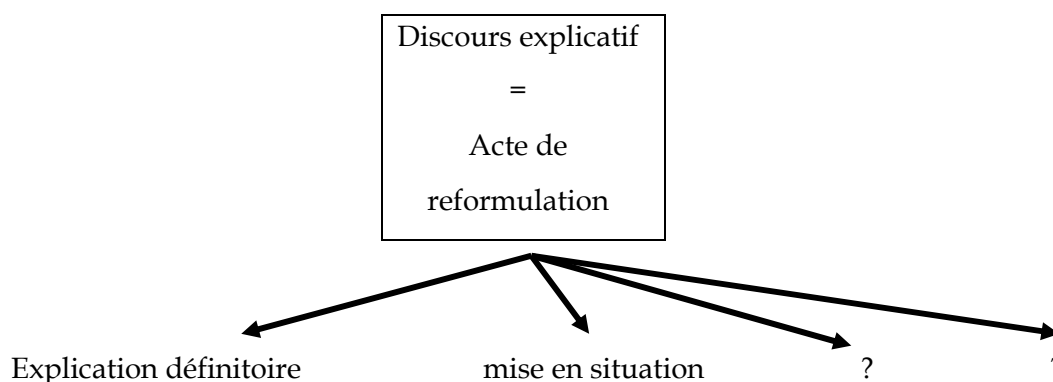 Discours explicatif
=
Acte de
reformulation
Explication définitoire mise en situation ?